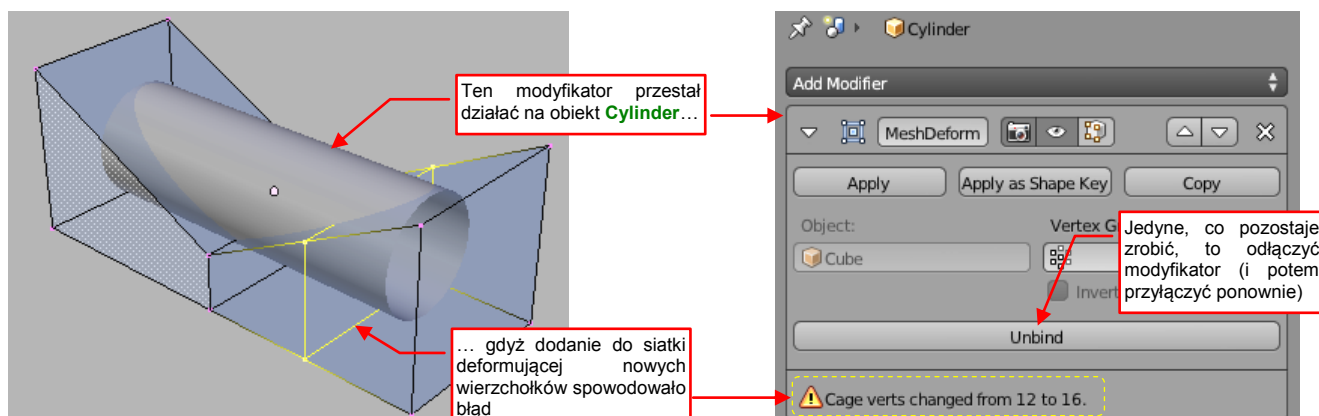 Ten modyfikator przestał
działać na obiekt Cylinder…
… gdyż dodanie do siatki
deformującej nowych
wierzchołków spowodowało
błąd
Cylinder
Add Modifier
MeshDeform
Apply
Apply as Shape Key
Copy
Object:
Vertex G
Cube
Invert
Jedyne, co pozostaje
zrobić, to odłączyć
modyfikator (i potem
przyłączyć ponownie)
Unbind
Cage verts changed from 12 to 16.